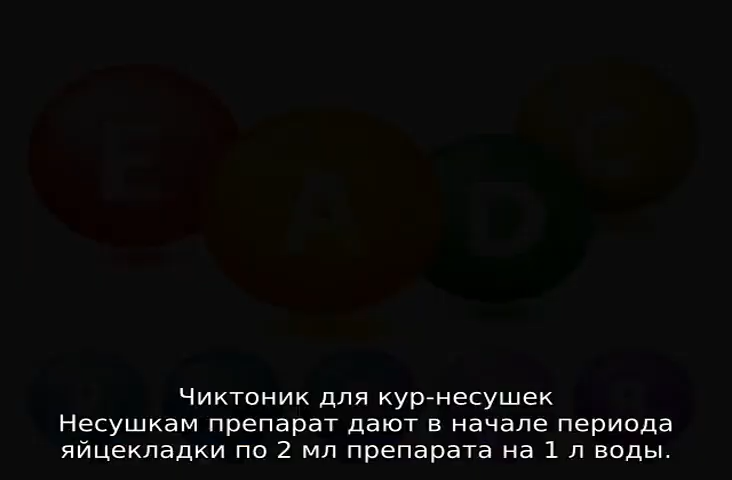 E
A
D
C
Чиктоник для кур-несушек
Несушкам препарат дают в начале периода
яйцекладки по 2 мл препарата на 1 л воды.